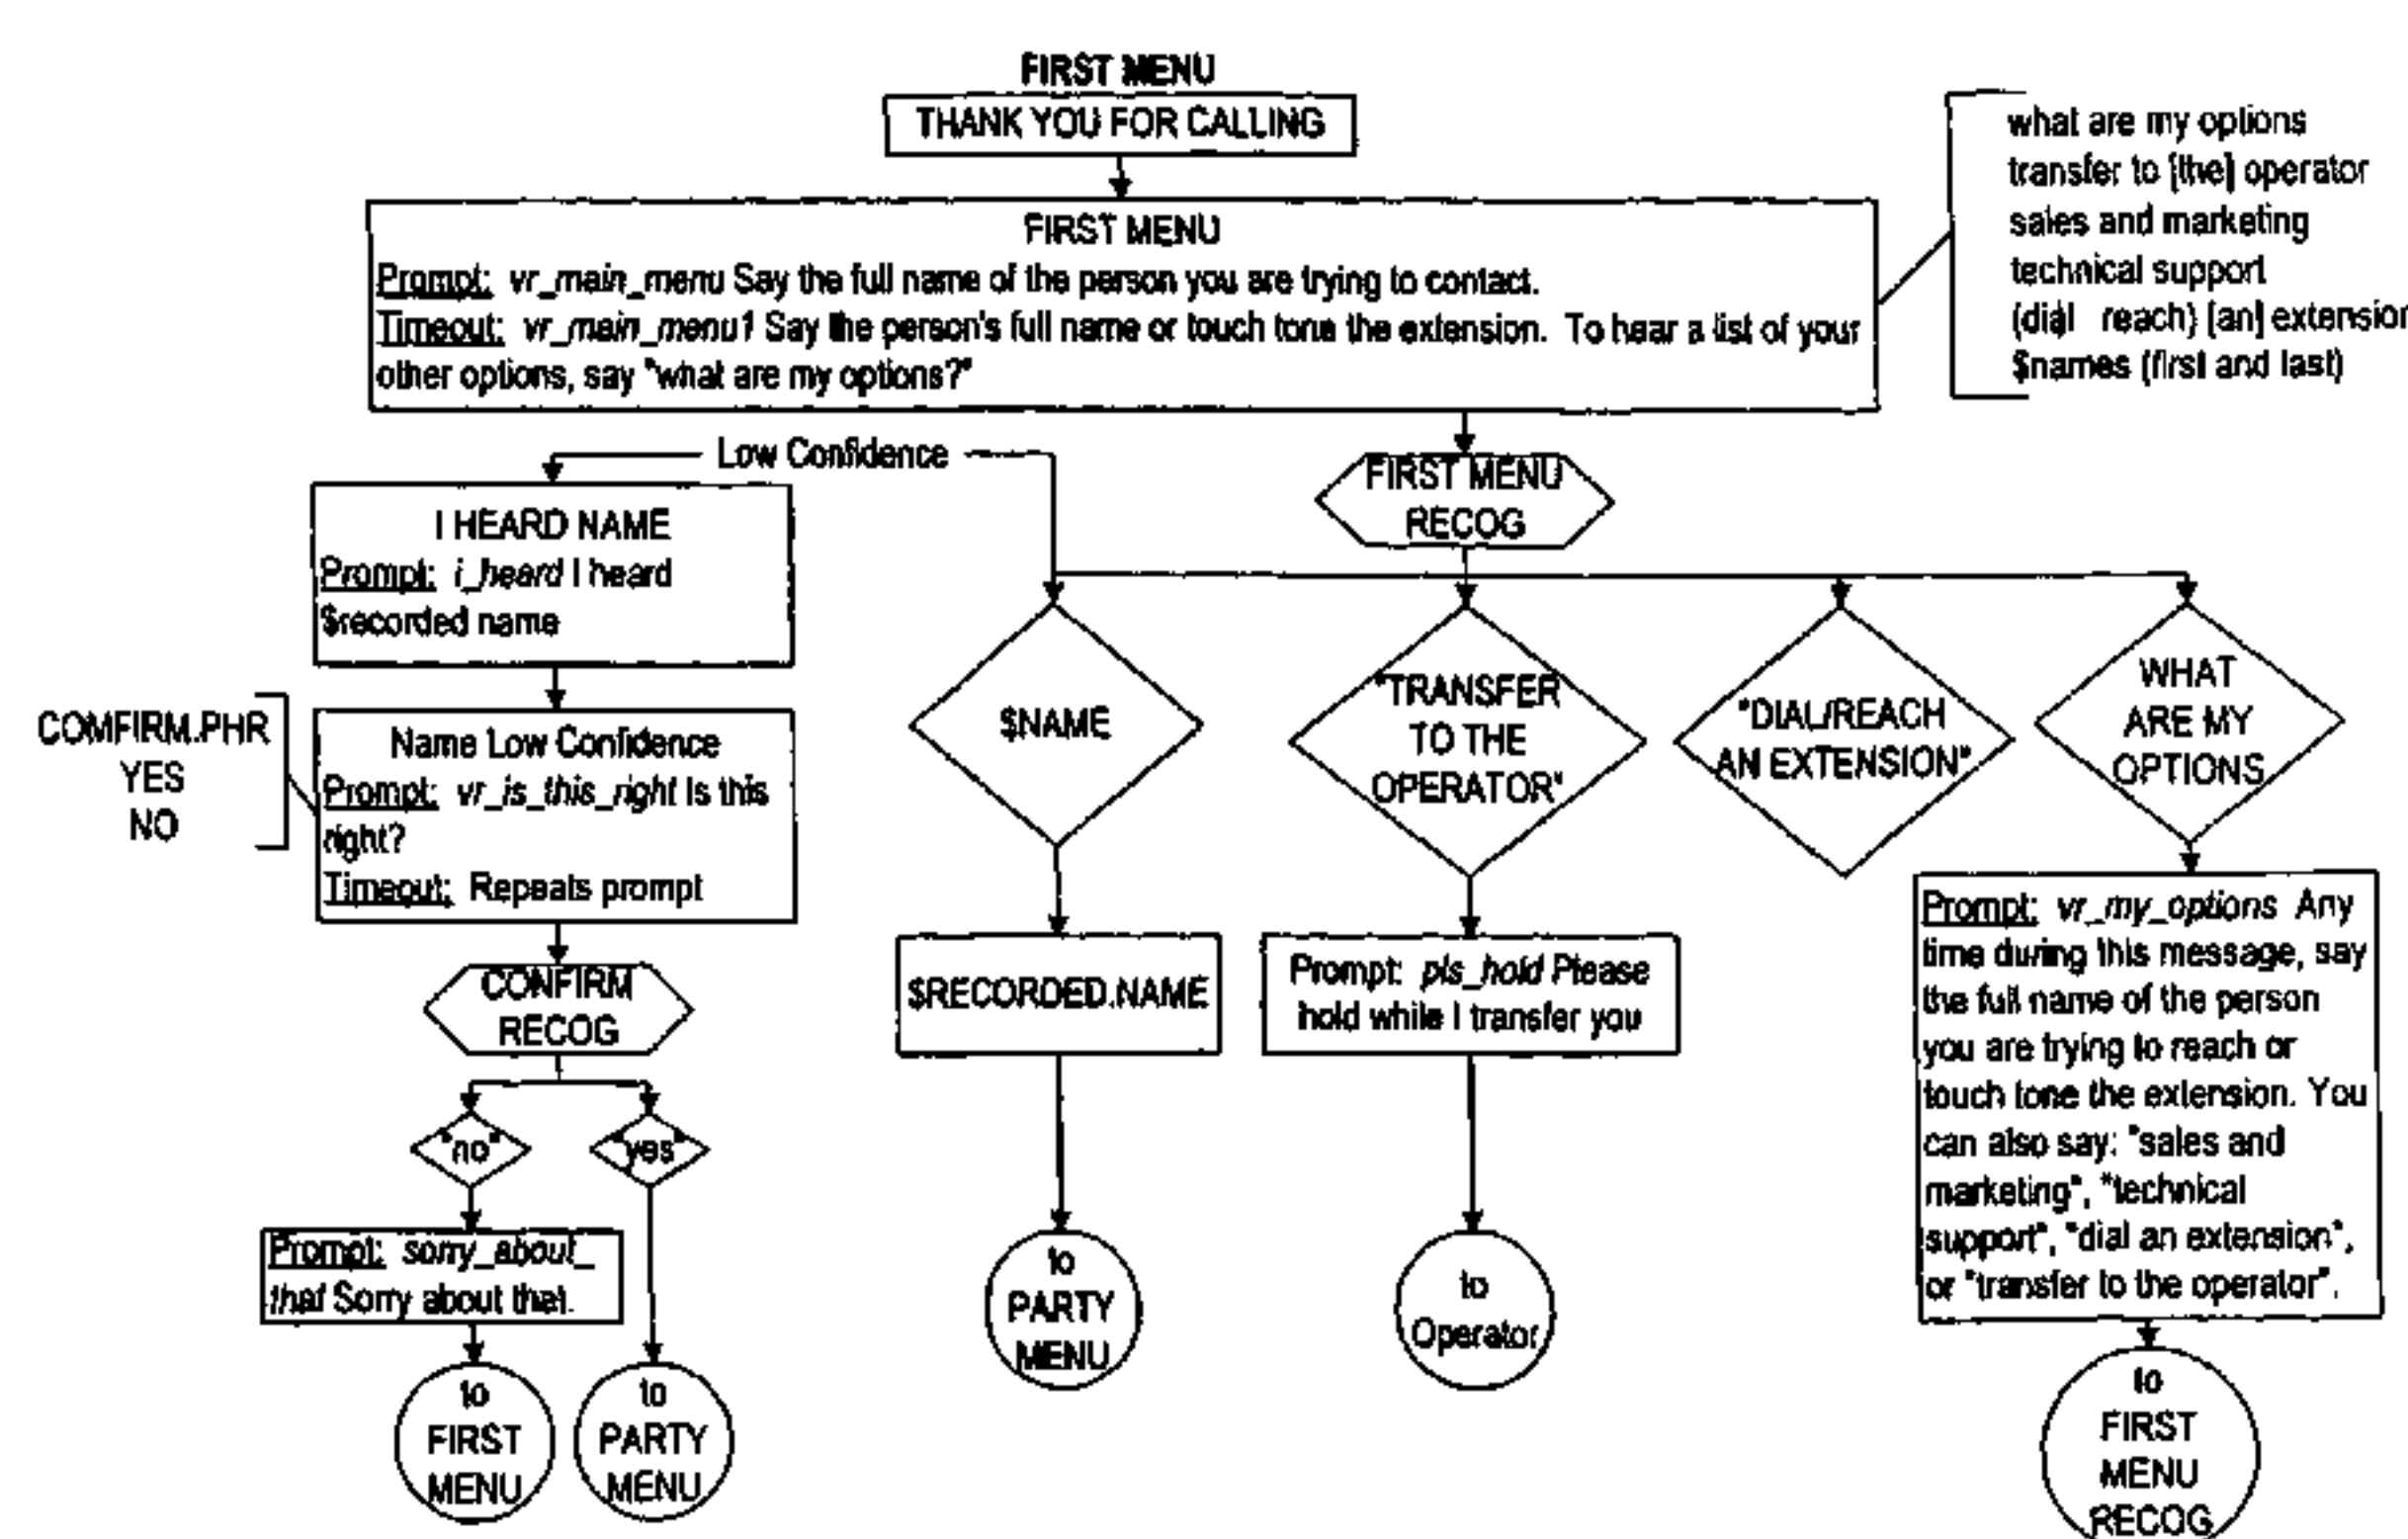 FIRST MENU
THANK YOU FOR CALLING
what are my options
transfer to [the] operator
sales and marketing
technical support
(dial reach) [an] extension
$names (first and last)
FIRST MENU
Prompt: vr_main_menu Say the full name of the person you are trying to contact.
Timeout: vr_main_menu1 Say the person's full name or touch tone the extension. To hear a list of your
other options, say "what are my options?"
Low Confidence
FIRST MENU
RECOG
I HEARD NAME
Prompt: i_heard I heard
$recorded name
COMFIRM.PHR
YES
NO
Name Low Confidence
Prompt: vr_is_this_right Is this
right?
Timeout: Repeats prompt
CONFIRM
RECOG
"no"
"yes"
Prompt: sorry_about_
that Sorry about that.
to
FIRST
MENU
to
PARTY
MENU
$NAME
$RECORDED.NAME
to
PARTY
MENU
"TRANSFER
TO THE
OPERATOR"
Prompt: pls_hold Please
hold while I transfer you
to
Operator
"DIAL/REACH
AN EXTENSION"
WHAT
ARE MY
OPTIONS
Prompt: vr_my_options Any
time during this message, say
the full name of the person
you are trying to reach or
touch tone the extension. You
can also say: "sales and
marketing", "technical
support", "dial an extension",
or "transfer to the operator".
to
FIRST
MENU
RECOG